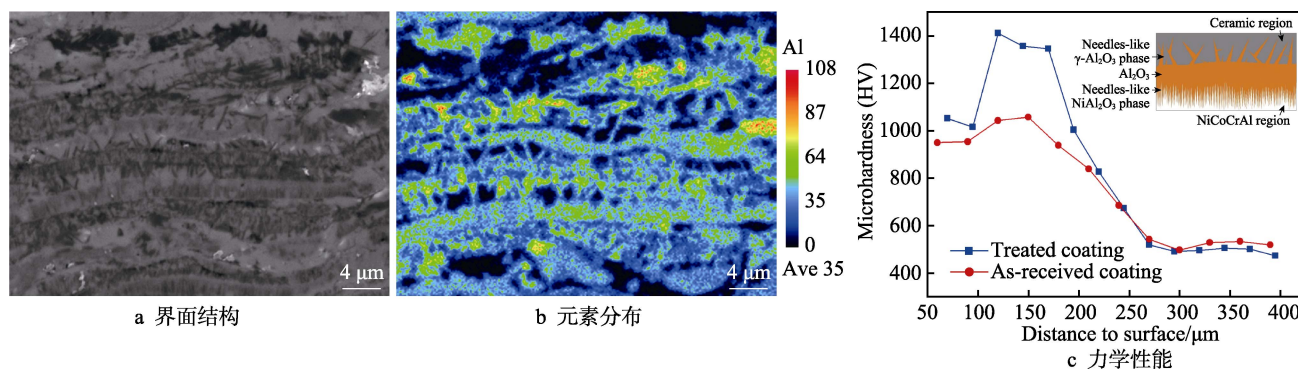 4 μm
a 界面结构
Al
108
87
64
35
0
Ave 35
4 μm
b 元素分布
Microhardness (HV)
1400
1200
1000
800
600
400
Ceramic region
Needles-like
γ-Al₂O₃ phase
Al₂O₃
Needles-like
NiAl₂O₃ phase
NiCoCrAl region
Treated coating
As-received coating
50 100 150 200 250 300 350 400
Distance to surface/μm
c 力学性能